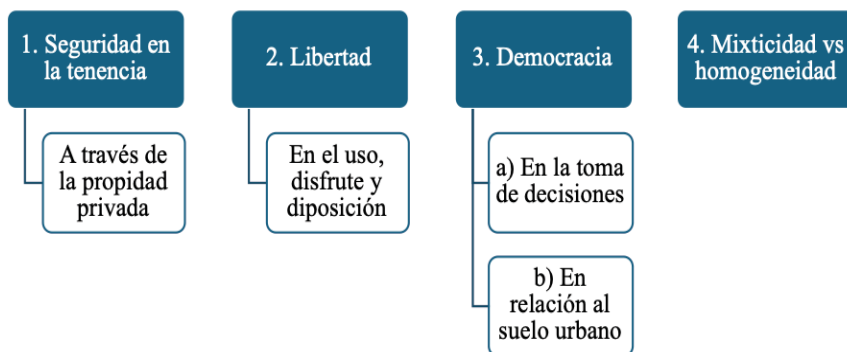 1. Seguridad en
la tenencia
A través de
la propidad
privada
2. Libertad
En el uso,
disfrute y
diposición
3. Democracia
a) En la toma
de decisiones
b) En
relación al
suelo urbano
4. Mixticidad vs
homogeneidad